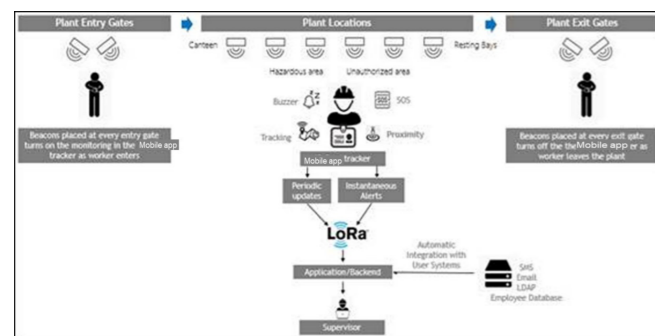 Plant Entry Gates
Plant Locations
Plant Exit Gates
Canteen
Resting Bays
Hazardous area
Unauthorized area
Buzzer
SOS
SOS
Tracking
Proximity
Mobile app tracker
Beacons placed at every entry gate
turns on the monitoring in the Mobile app
tracker as worker enters
Beacons placed at every exit gate
turns off the the Mobile app er as
worker leaves the plant
Periodic
updates
Instantaneous
Alerts
LoRa
Automatic
Integration with
User Systems
Application/Backend
SMS
Email
LDAP
Employee Database
Supervisor